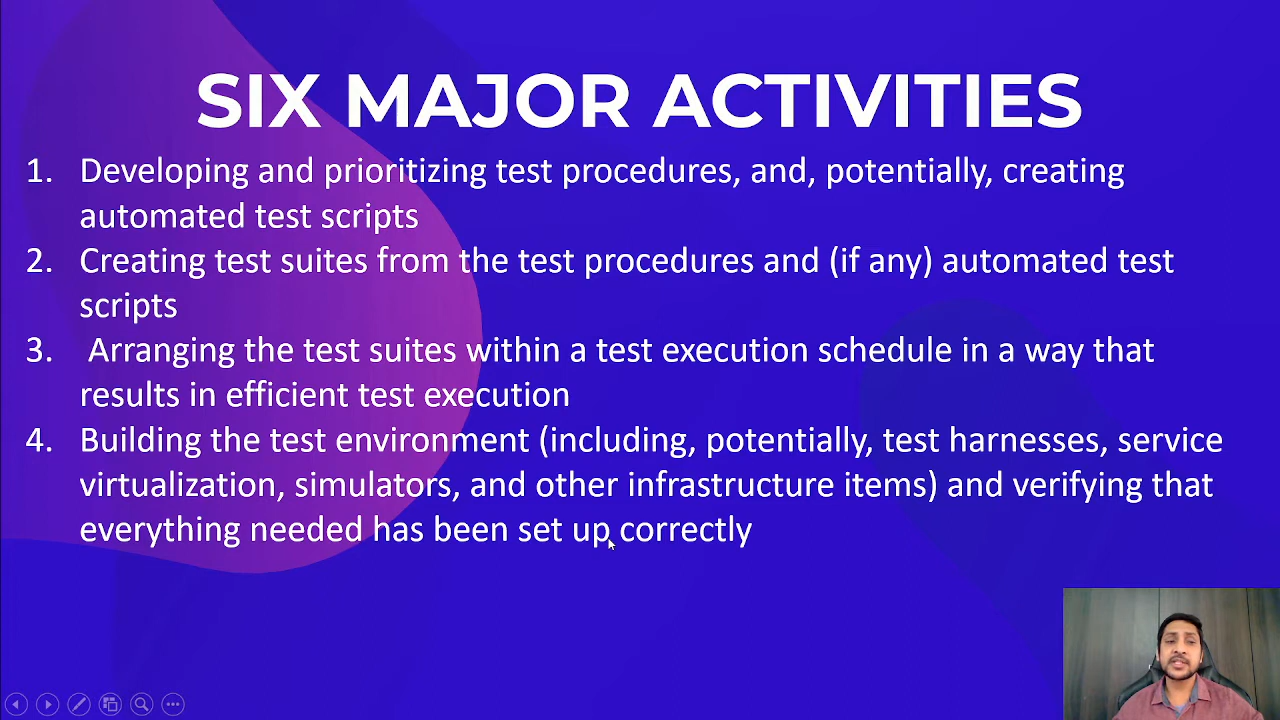 SIX MAJOR ACTIVITIES
1. Developing and prioritizing test procedures, and, potentially, creating
automated test scripts
2. Creating test suites from the test procedures and (if any) automated test
scripts
3. Arranging the test suites within a test execution schedule in a way that
results in efficient test execution
4. Building the test environment (including, potentially, test harnesses, service
virtualization, simulators, and other infrastructure items) and verifying that
everything needed has been set up correctly